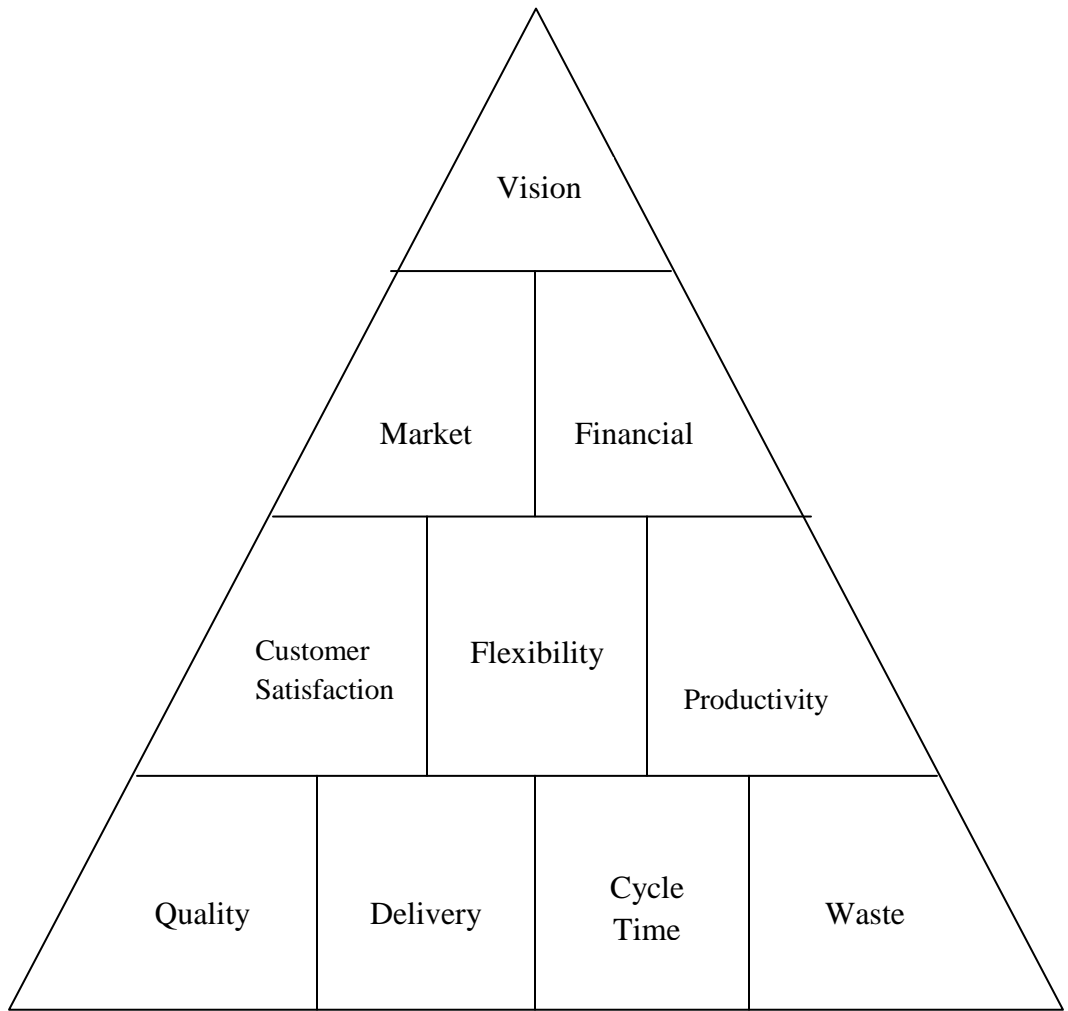 Vision
Market
Financial
Customer
Satisfaction
Flexibility
Productivity
Quality
Delivery
Cycle
Time
Waste